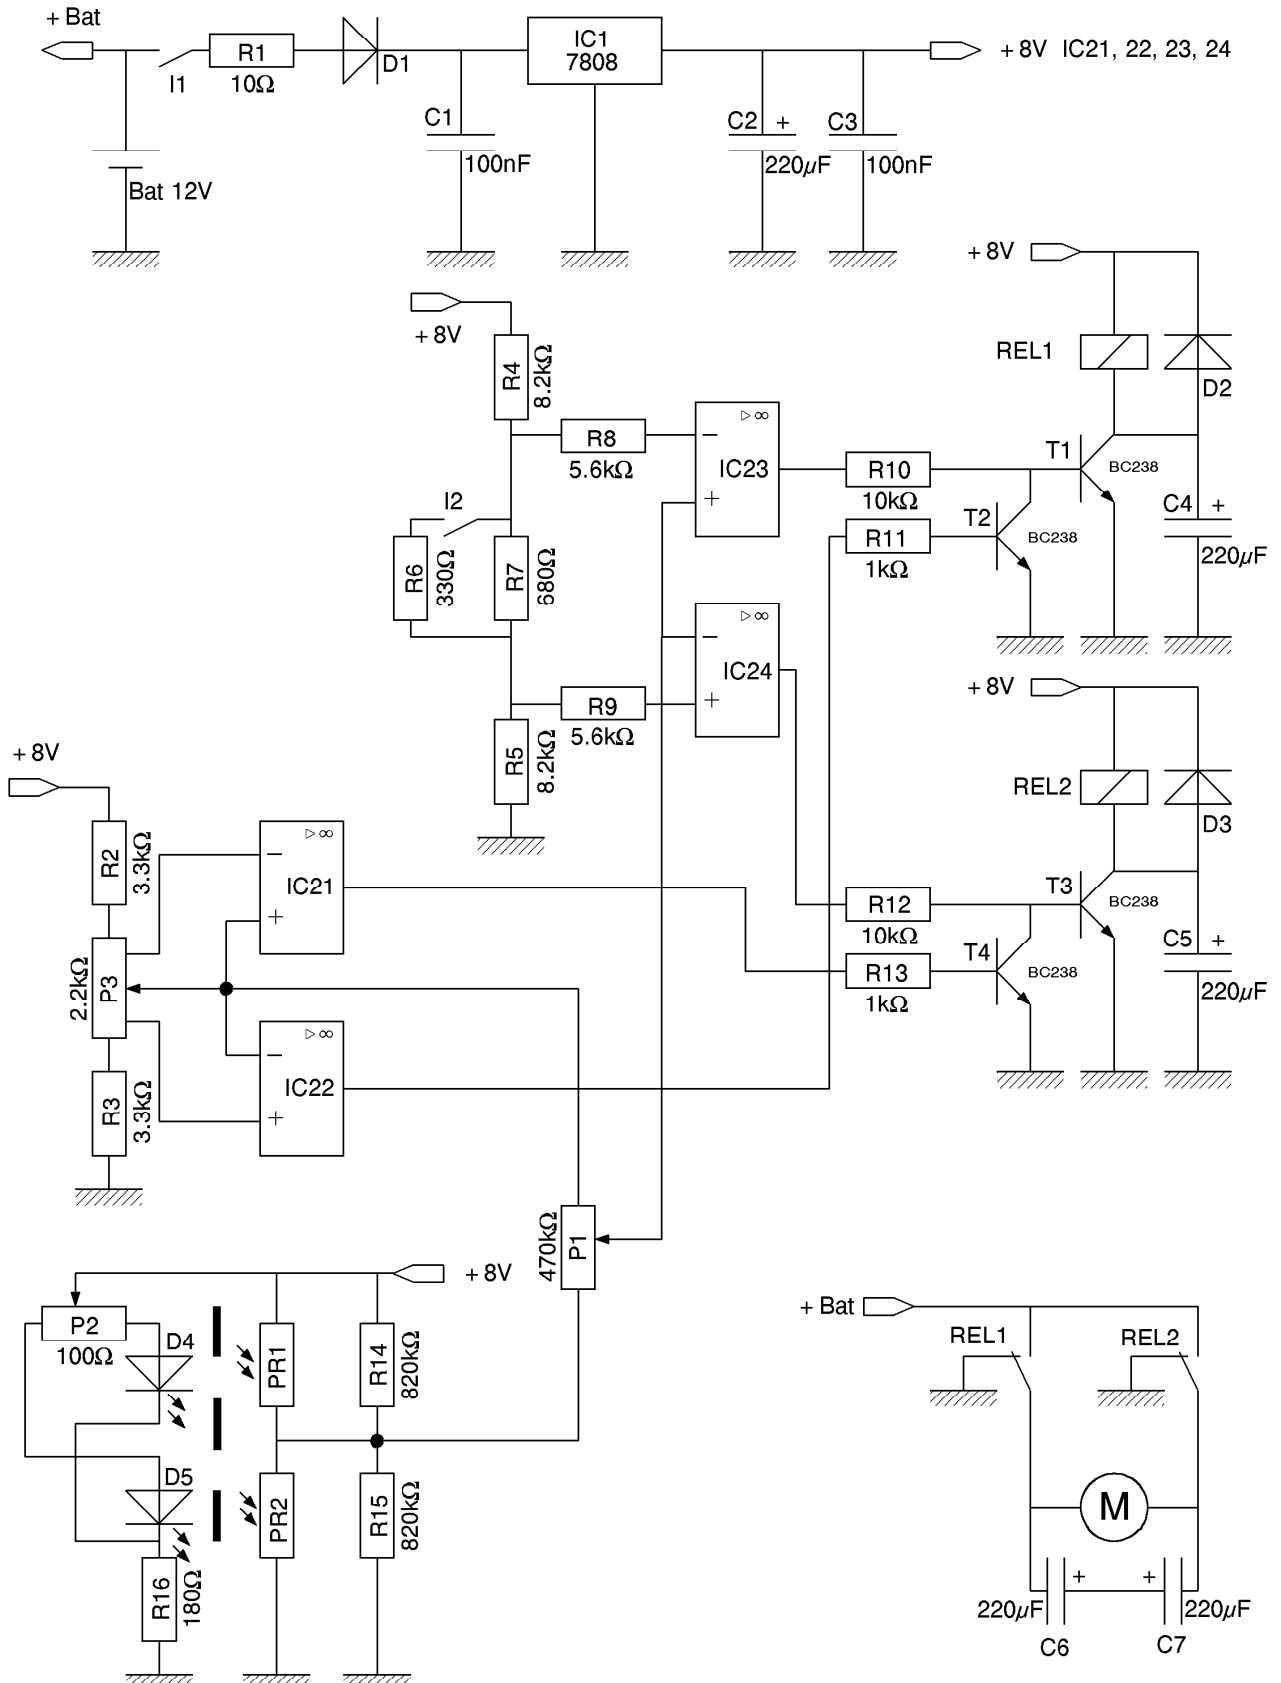 + Bat
I1
R1
10Ω
D1
IC1
7808
+ 8V IC21, 22, 23, 24
C1
100nF
C2 +
220µF
C3
100nF
Bat 12V
+ 8V
R4
8.2kΩ
R8
5.6kΩ
I2
R6
330Ω
R7
680Ω
R9
5.6kΩ
R5
8.2kΩ
▷∞
−
IC23
+
▷∞
−
IC24
+
R10
10kΩ
R11
1kΩ
+ 8V
REL1
D2
T1
BC238
T2
BC238
C4 +
220µF
+ 8V
REL2
D3
R12
10kΩ
R13
1kΩ
T3
BC238
T4
BC238
C5 +
220µF
+ 8V
R2
3.3kΩ
P3
2.2kΩ
R3
3.3kΩ
▷∞
−
IC21
+
▷∞
−
IC22
+
P1
470kΩ
+ 8V
P2
100Ω
D4
D5
R16
180Ω
PR1
PR2
R14
820kΩ
R15
820kΩ
+ Bat
REL1
REL2
M
+ +
220µF
220µF
C6
C7